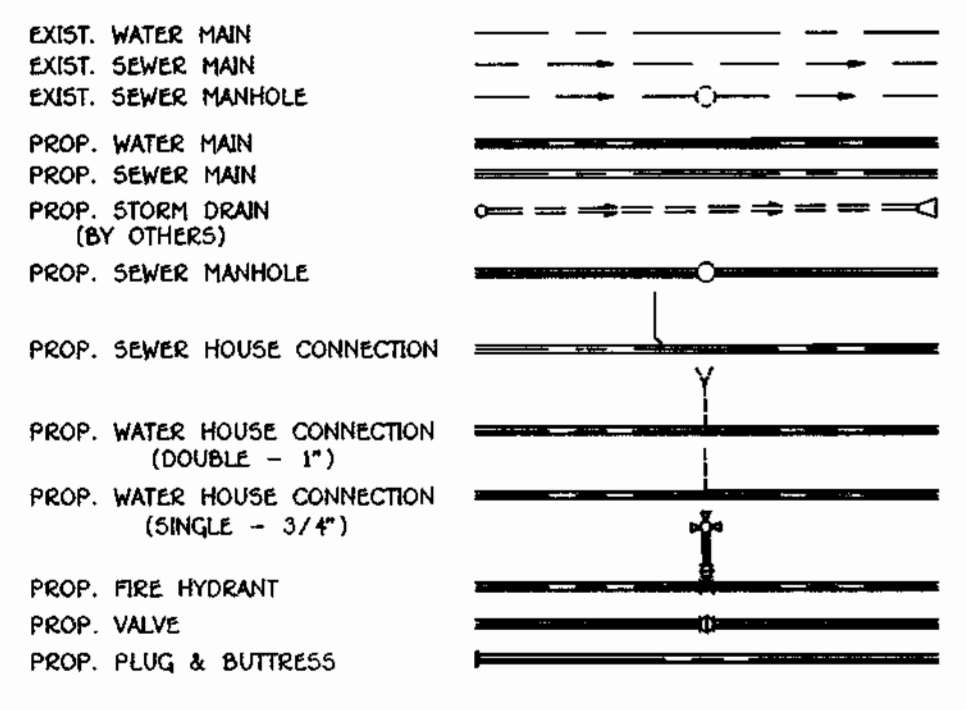 EXIST. WATER MAIN
EXIST. SEWER MAIN
EXIST. SEWER MANHOLE
PROP. WATER MAIN
PROP. SEWER MAIN
PROP. STORM DRAIN
(BY OTHERS)
PROP. SEWER MANHOLE
PROP. SEWER HOUSE CONNECTION
PROP. WATER HOUSE CONNECTION
(DOUBLE - 1")
PROP. WATER HOUSE CONNECTION
(SINGLE - 3/4")
PROP. FIRE HYDRANT
PROP. VALVE
PROP. PLUG & BUTTRESS